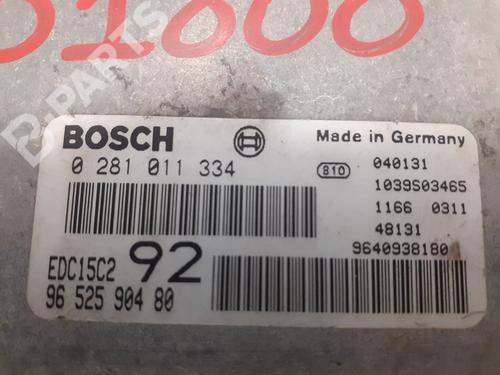 01800
B-PARTS
BOSCH
Made in Germany
0 281 011 334
810
040131
1039S03465
1166 0311
48131
9640938180
EDC15C2
92
96 525 904 80